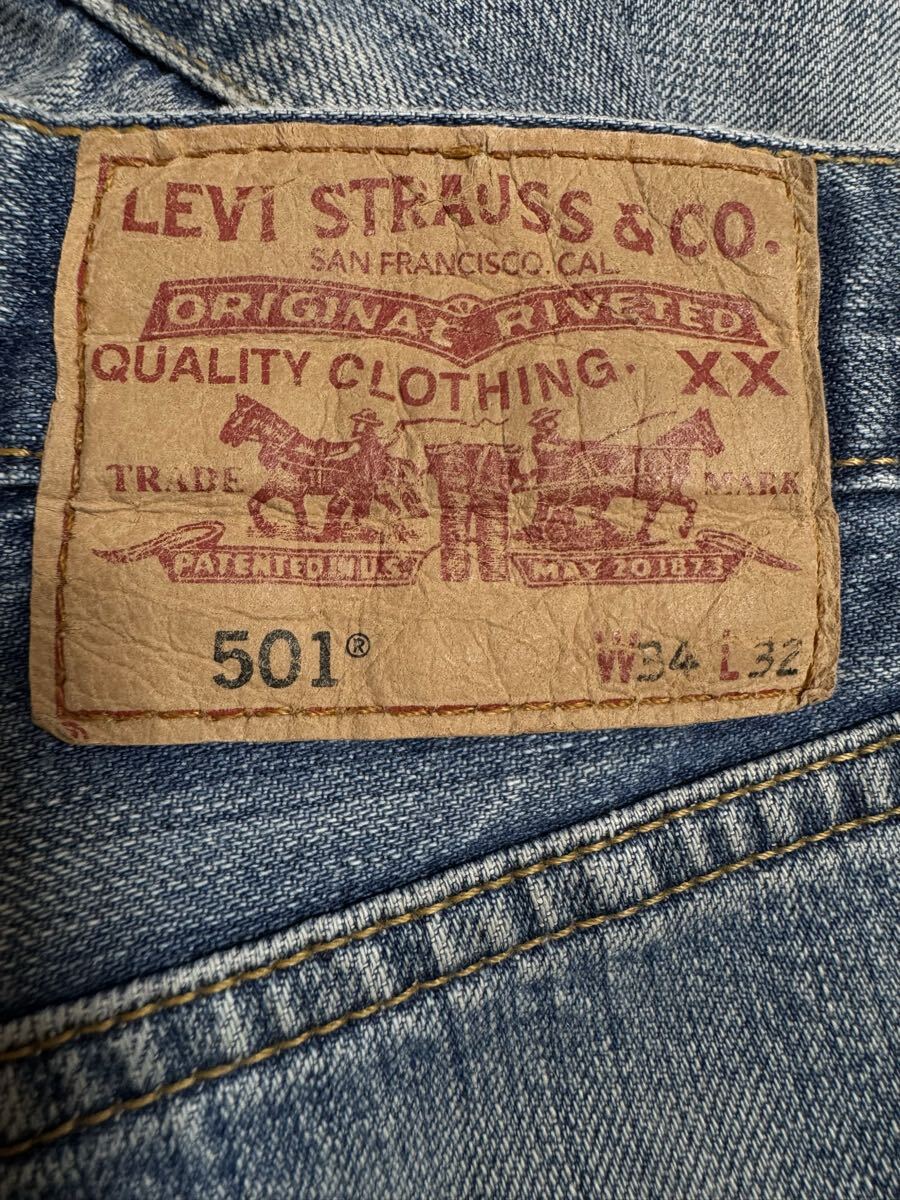 LEVI STRAUSS & CO.
SAN FRANCISCO. CAL.
ORIGINAL RIVETED
QUALITY CLOTHING. XX
TRADE MARK
PATENTED IN U.S. MAY 20 1873
501® W34 L32